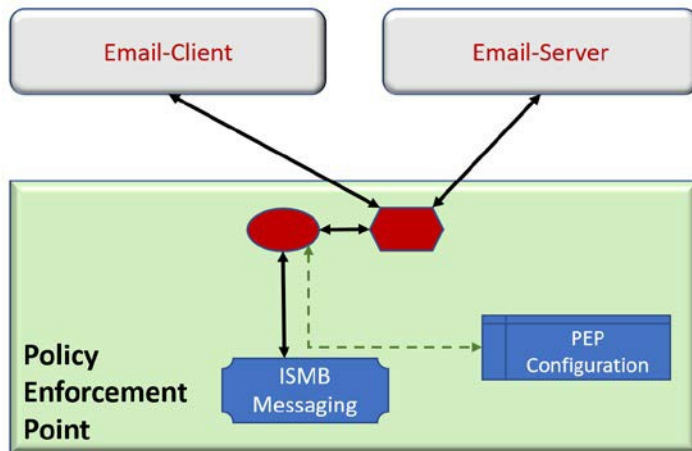 Email-Client
Email-Server
PEP
Configuration
Policy
Enforcement
Point
ISMB
Messaging